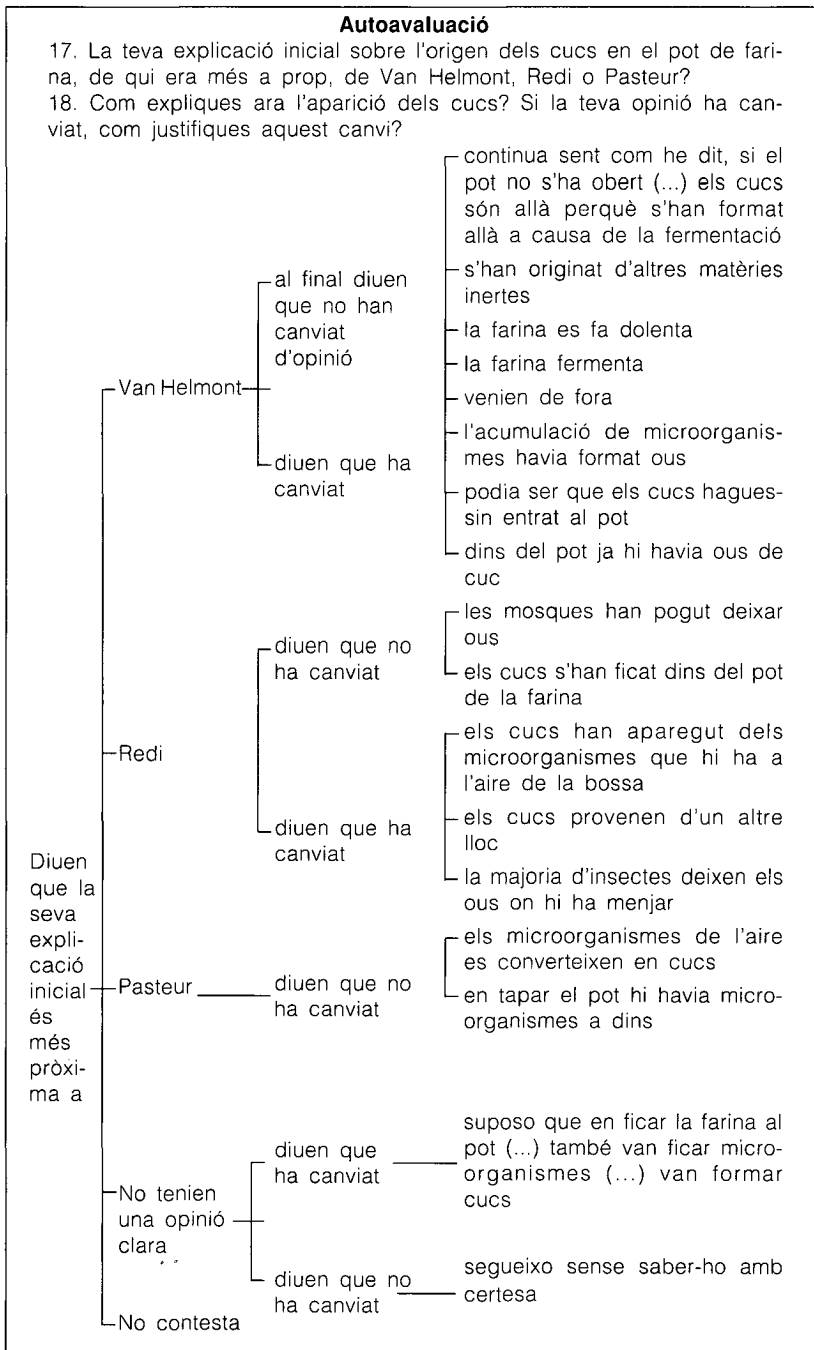 Autoavaluació
17. La teva explicació inicial sobre l'origen dels cucs en el pot de fari-
na, de qui era més a prop, de Van Helmont, Redi o Pasteur?
18. Com expliques ara l'aparició dels cucs? Si la teva opinió ha can-
viat, com justifiques aquest canvi?
Diuen
que la
seva
expli-
cació
inicial
és
més
pròxi-
ma a
Van Helmont
al final diuen
que no han
canviat
d'opinió
continua sent com he dit, si el
pot no s'ha obert (...) els cucs
són allà perquè s'han format
allà a causa de la fermentació
s'han originat d'altres matèries
inertes
la farina es fa dolenta
la farina fermenta
diuen que ha
canviat
venien de fora
l'acumulació de microorganis-
mes havia format ous
podia ser que els cucs hagues-
sin entrat al pot
dins del pot ja hi havia ous de
cuc
Redi
diuen que no
ha canviat
les mosques han pogut deixar
ous
els cucs s'han ficat dins del pot
de la farina
diuen que ha
canviat
els cucs han aparegut dels
microorganismes que hi ha a
l'aire de la bossa
els cucs provenen d'un altre
lloc
la majoria d'insectes deixen els
ous on hi ha menjar
Pasteur
diuen que no
ha canviat
els microorganismes de l'aire
es converteixen en cucs
en tapar el pot hi havia micro-
organismes a dins
No tenien
una opinió
clara
diuen que
ha canviat
suposo que en ficar la farina al
pot (...) també van ficar micro-
organismes (...) van formar
cucs
diuen que no
ha canviat
segueixo sense saber-ho amb
certesa
No contesta